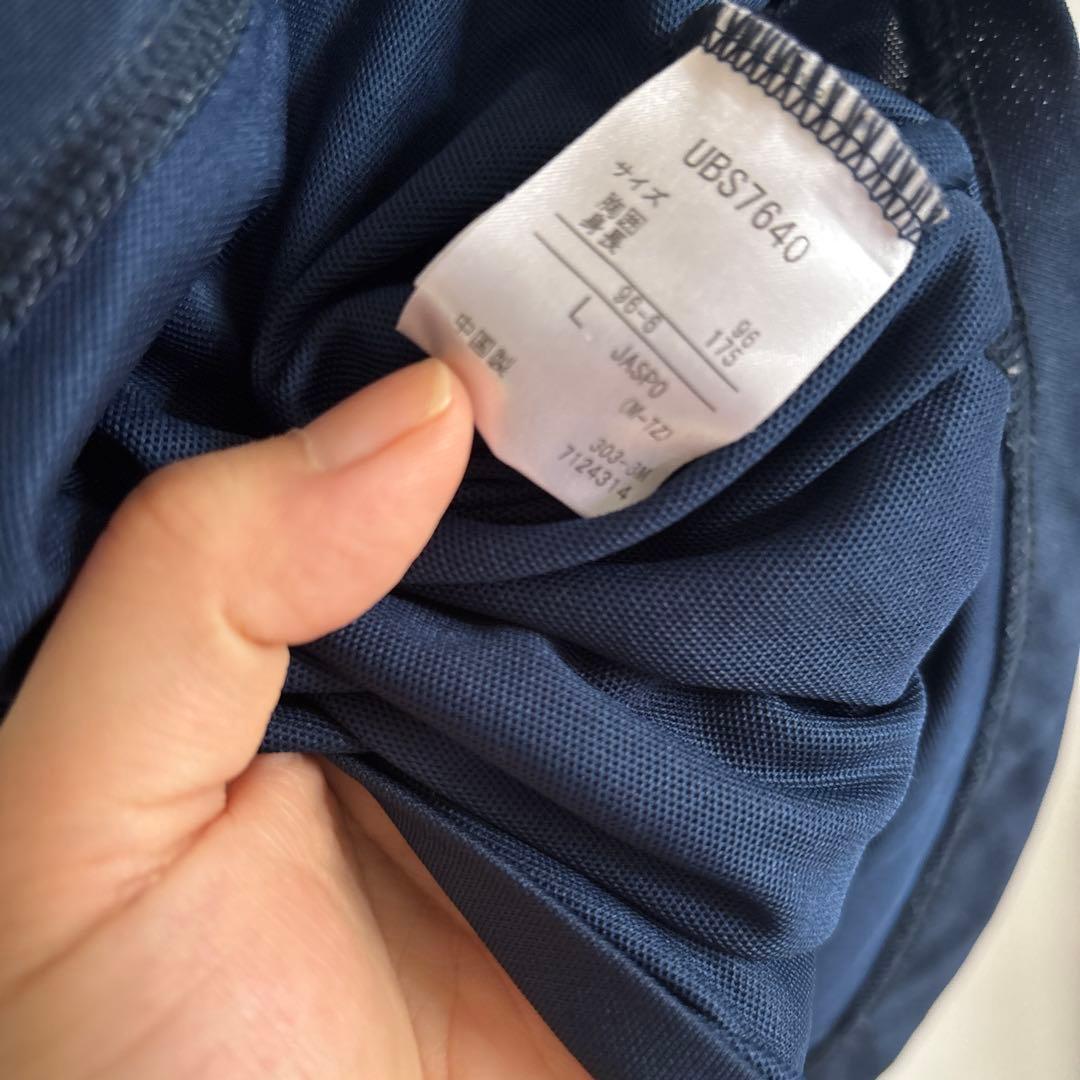 UBS7640
サイズ
胸囲 96
身長 175
96-6
L JASPO
(M-7Z)
中国製 303-3M
7124314